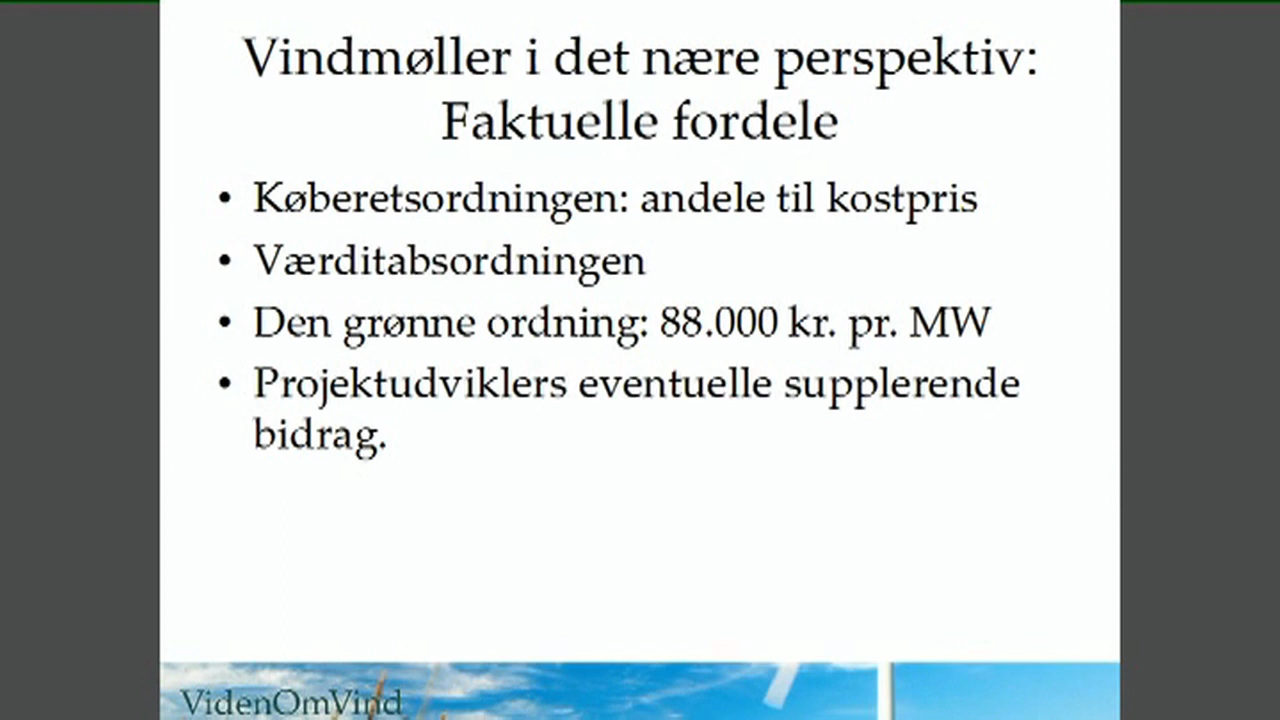 Vindmøller i det nære perspektiv:
Faktuelle fordele
• Køberetsordningen: andele til kostpris
• Værditabsordningen
• Den grønne ordning: 88.000 kr. pr. MW
• Projektudviklers eventuelle supplerende
bidrag.
VidenOmVind